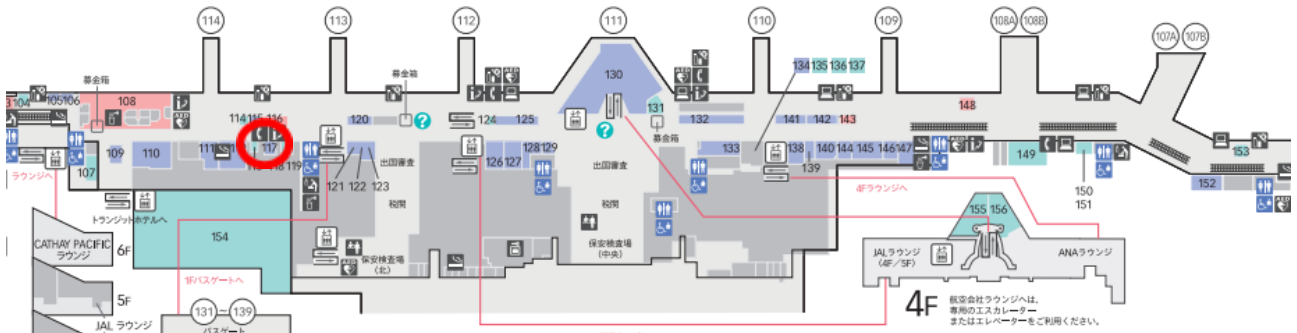 114
113
112
111
110
109
108A
108B
107A
107B
募金箱
募金箱
104
105
106
108
AED
114
115
116
117
118
119
120
124
125
130
131
募金箱
132
134
135
136
137
141
142
143
148
109
110
111
107
121
122
123
出国審査
税関
保安検査場
(北)
126
127
128
129
出国審査
税関
保安検査場
(中央)
133
138
139
140
144
145
146
147
149
150
151
152
153
ラウンジへ
トランジットホテルへ
154
1Fバスゲートへ
4Fラウンジへ
CATHAY PACIFIC
ラウンジ
6F
5F
JAL ラウンジ
131~139
バスゲート
155
156
JALラウンジ
(4F/5F)
ANAラウンジ
4F
航空会社ラウンジへは、
専用のエスカレーター
またはエレベーターをご利用ください。